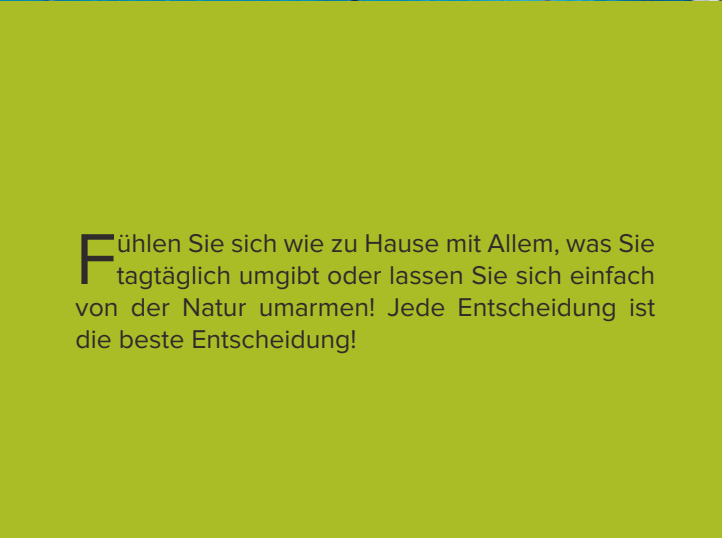 Fühlen Sie sich wie zu Hause mit Allem, was Sie
tagtäglich umgibt oder lassen Sie sich einfach
von der Natur umarmen! Jede Entscheidung ist
die beste Entscheidung!